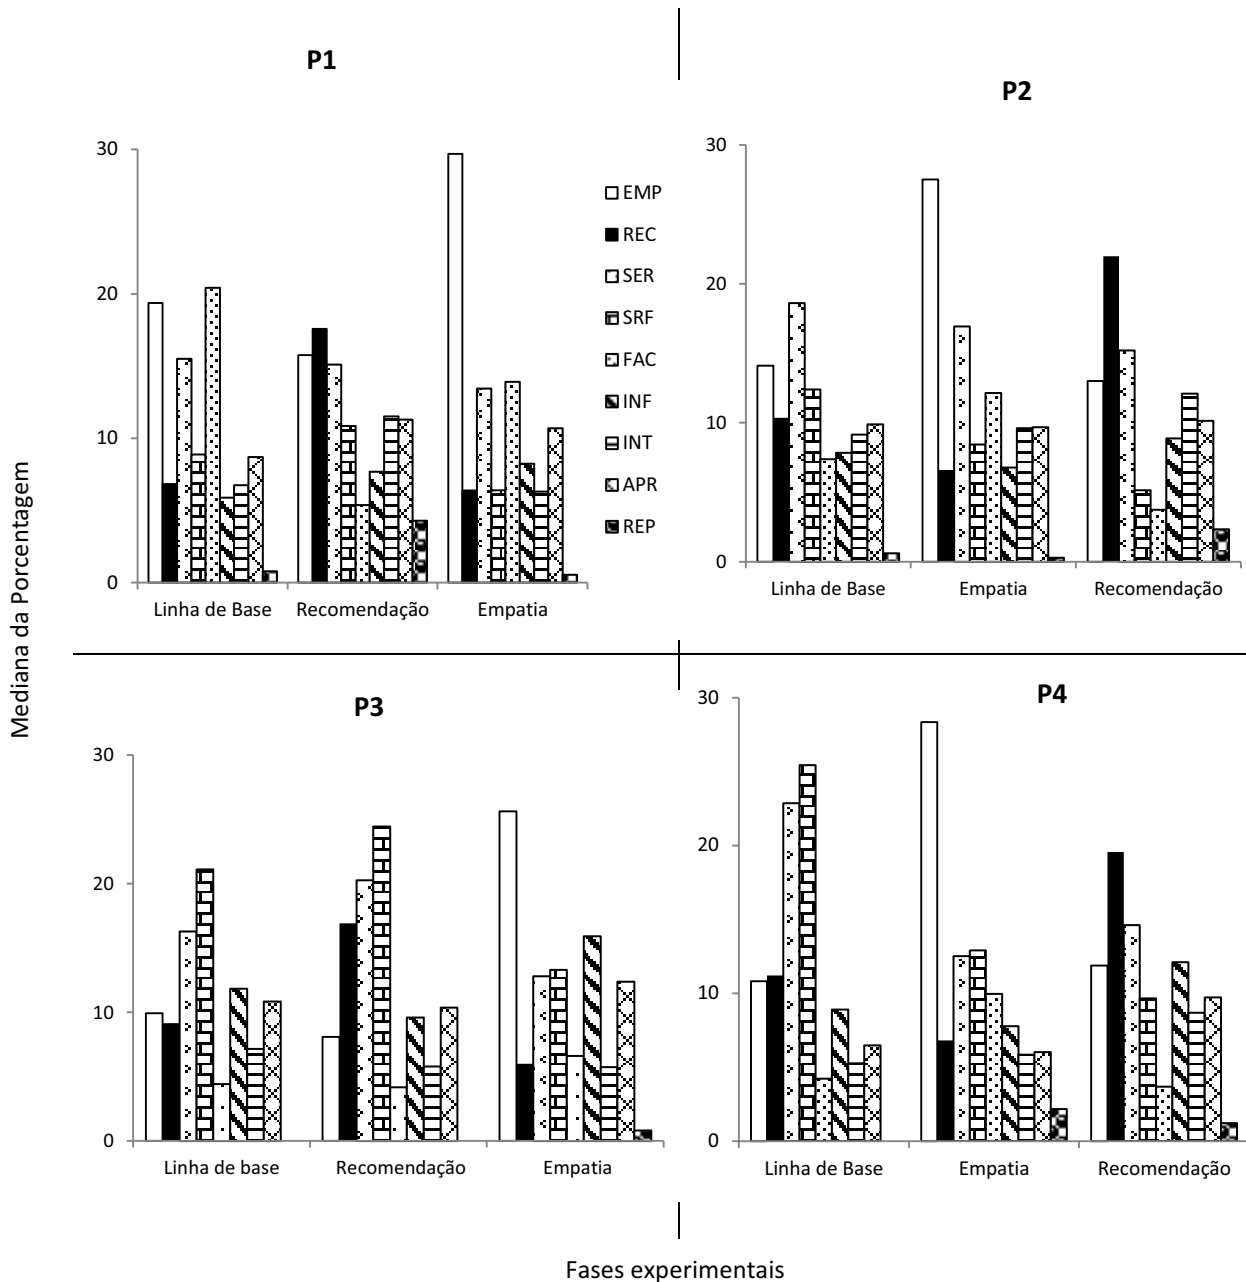 P1
30
20
10
0
Linha de Base
Recomendação
Empatia
EMP
REC
SER
SRF
FAC
INF
INT
APR
REP
P2
30
20
10
0
Linha de Base
Empatia
Recomendação
Mediana da Porcentagem
P3
30
20
10
0
Linha de base
Recomendação
Empatia
P4
30
20
10
0
Linha de Base
Empatia
Recomendação
Fases experimentais